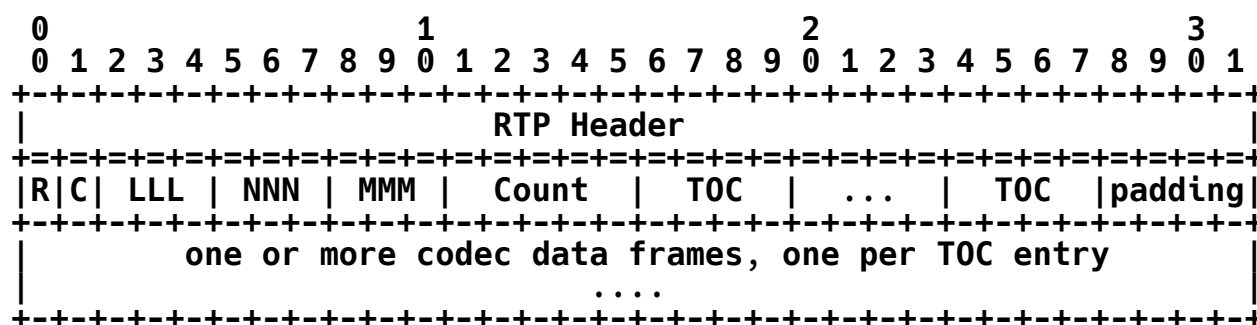 0                   1                   2                   3
 0 1 2 3 4 5 6 7 8 9 0 1 2 3 4 5 6 7 8 9 0 1 2 3 4 5 6 7 8 9 0 1
+-+-+-+-+-+-+-+-+-+-+-+-+-+-+-+-+-+-+-+-+-+-+-+-+-+-+-+-+-+-+-+-+
|                        RTP Header                             |
+=+=+=+=+=+=+=+=+=+=+=+=+=+=+=+=+=+=+=+=+=+=+=+=+=+=+=+=+=+=+=+=+
|R|C| LLL | NNN | MMM |  Count  |  TOC  |  ...  |  TOC  |padding|
+-+-+-+-+-+-+-+-+-+-+-+-+-+-+-+-+-+-+-+-+-+-+-+-+-+-+-+-+-+-+-+-+
|        one or more codec data frames, one per TOC entry       |
|                             ....                              |
+-+-+-+-+-+-+-+-+-+-+-+-+-+-+-+-+-+-+-+-+-+-+-+-+-+-+-+-+-+-+-+-+